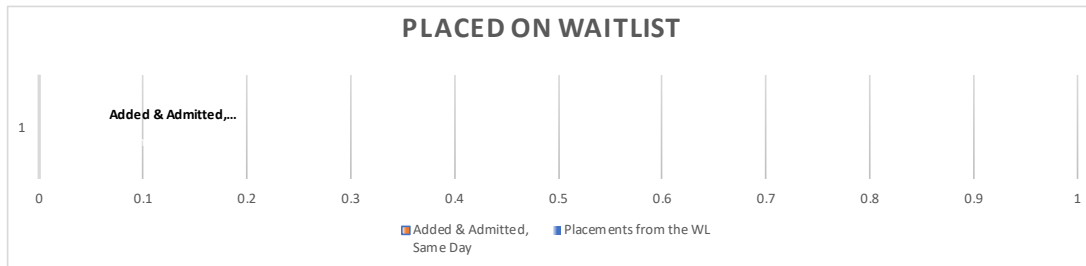 PLACED ON WAITLIST
Added & Admitted,...
1
0 0.1 0.2 0.3 0.4 0.5 0.6 0.7 0.8 0.9 1
Added & Admitted, Placements from the WL
Same Day